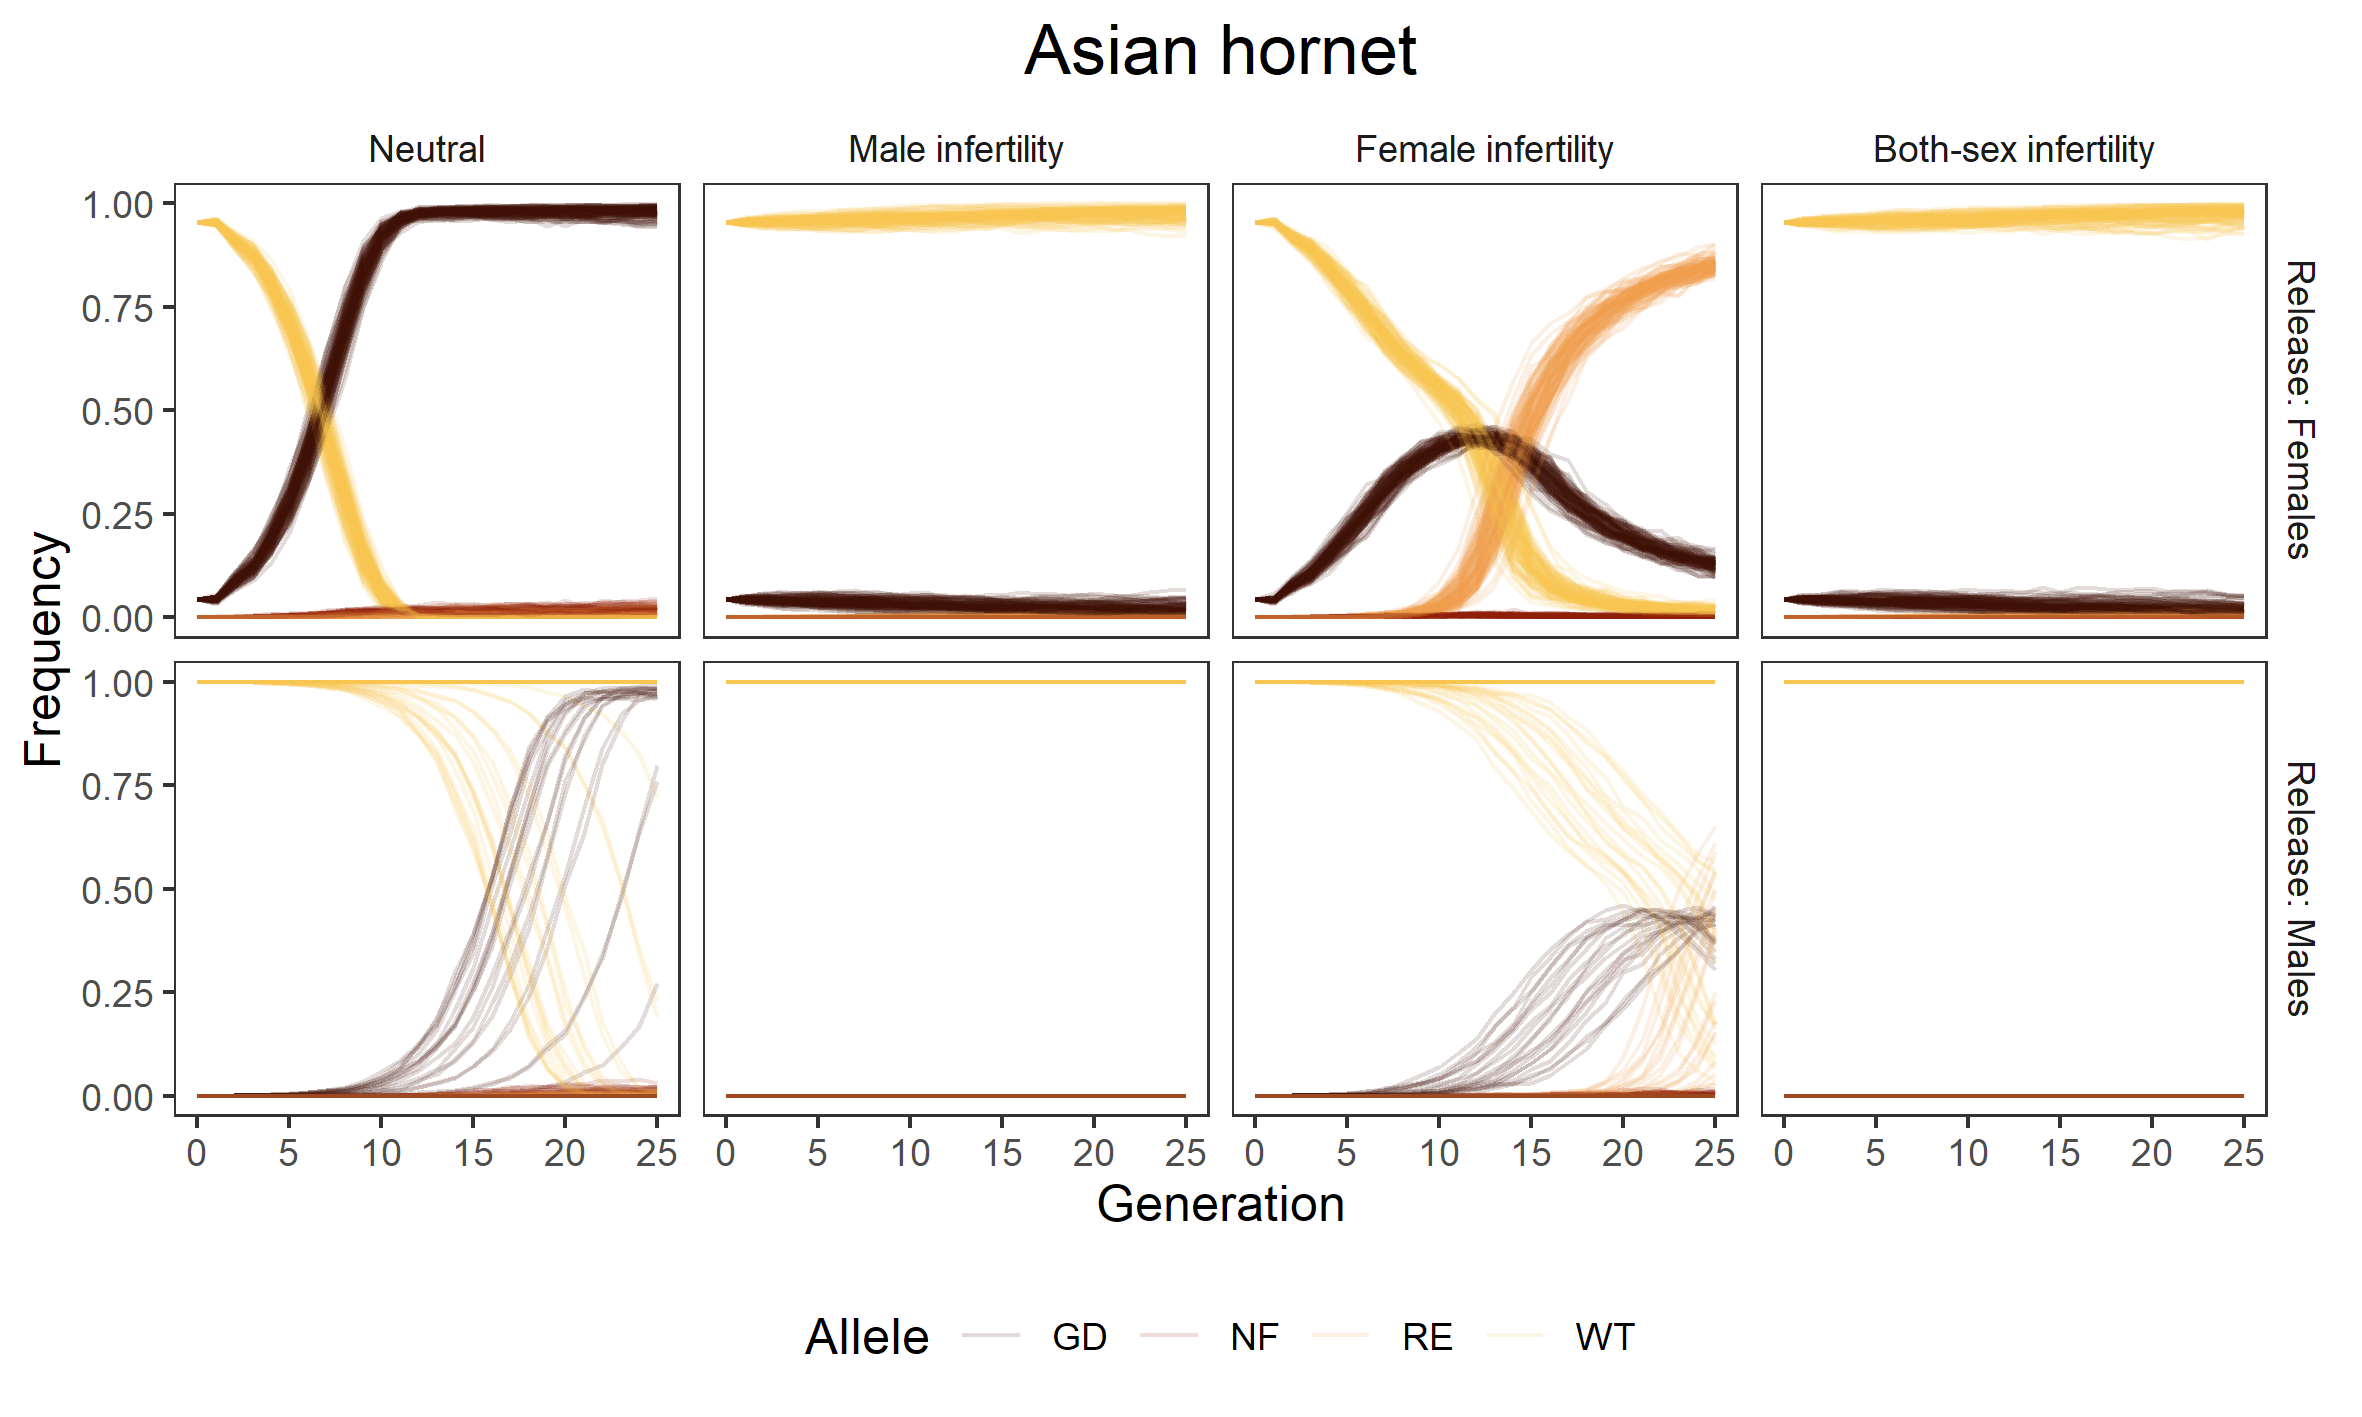 Asian hornet
Neutral Male infertility Female infertility Both-sex infertility
1.00
0.75
0.50
0.25
0.00
Release: Females
Frequency
1.00
0.75
0.50
0.25
0.00
Release: Males
0 5 10 15 20 25 0 5 10 15 20 25 0 5 10 15 20 25 0 5 10 15 20 25
Generation
Allele GD NF RE WT